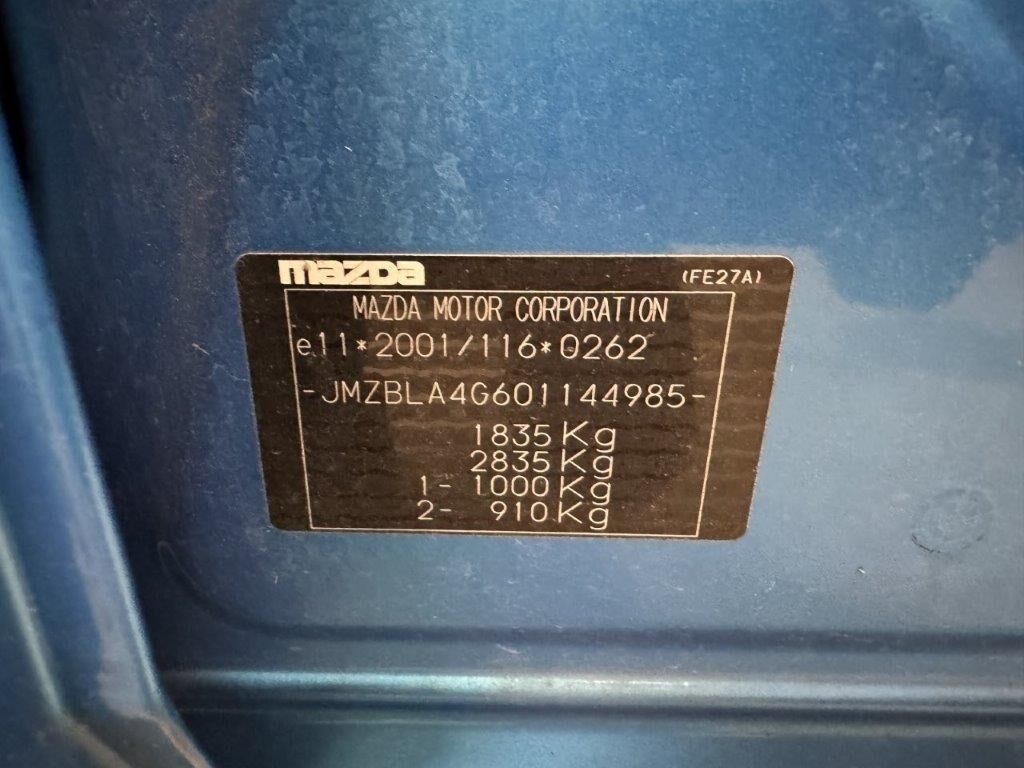 mazda
(FE27A)
MAZDA MOTOR CORPORATION
e11*2001/116*0262
-JMZBLA4G601144985-
1835Kg
2835Kg
1- 1000Kg
2- 910Kg